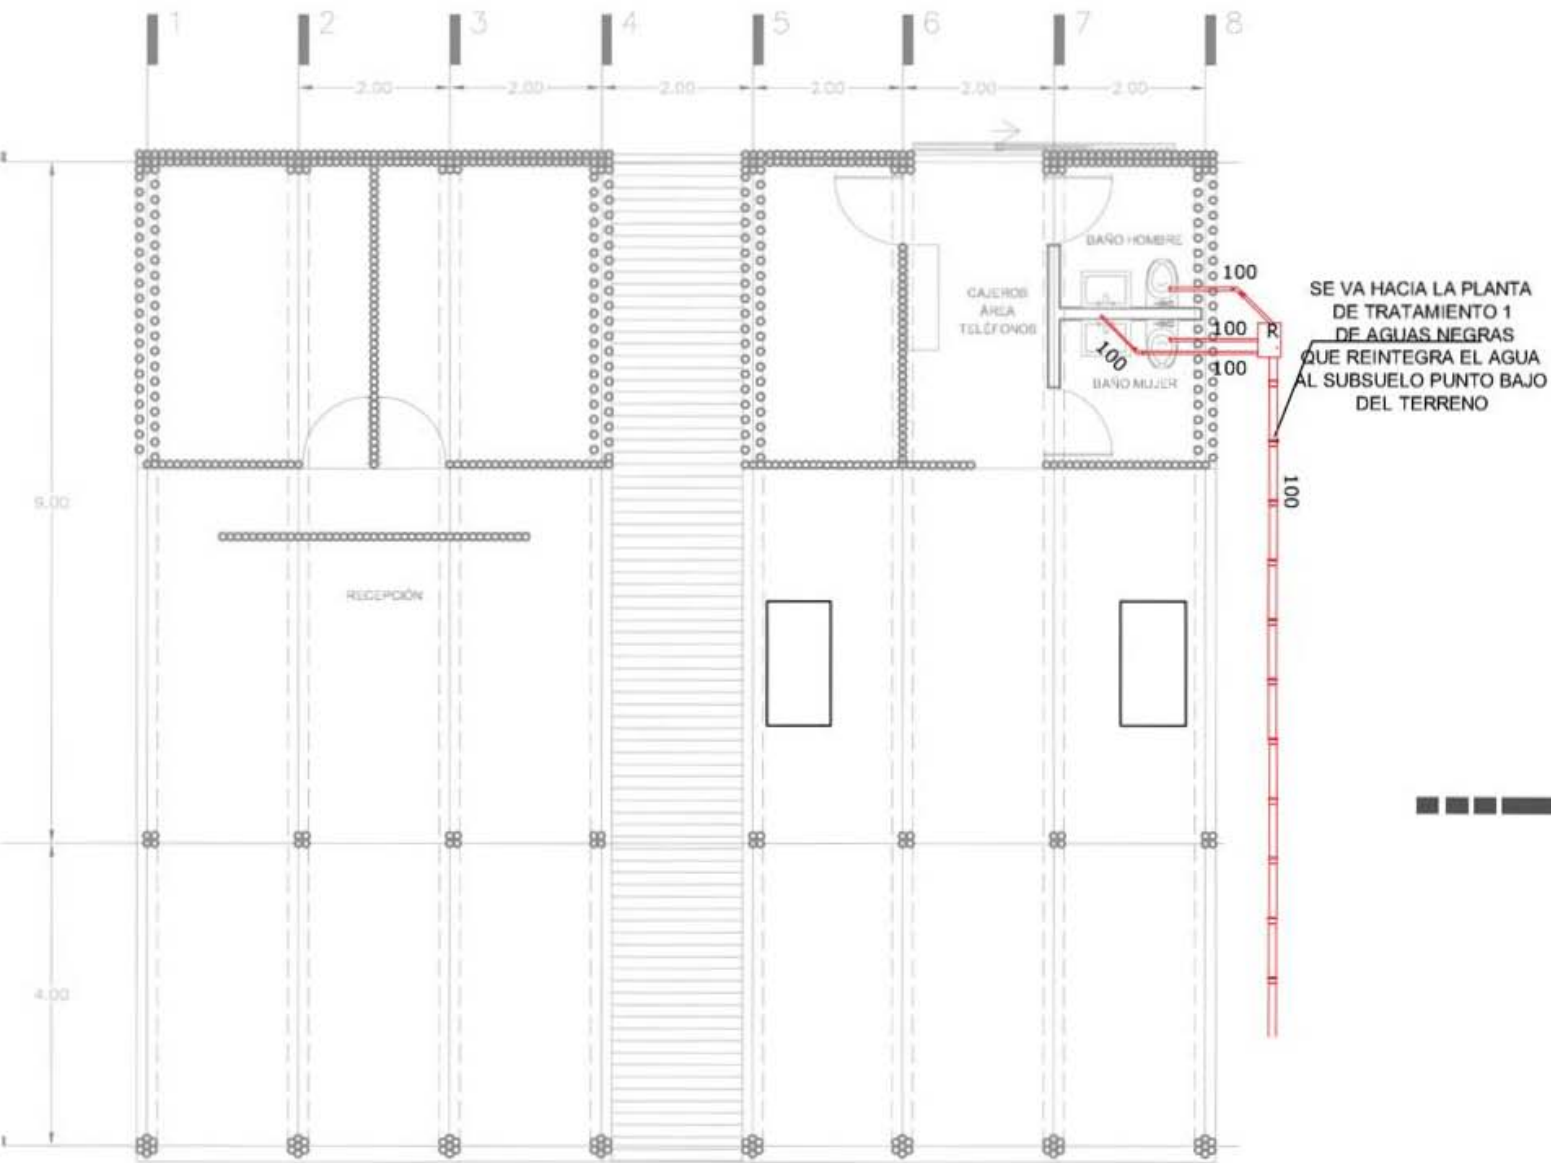 1 2 3 4 5 6 7 8
2.00 2.00 2.00 2.00 2.00 2.00
BAÑO HOMBRE
CAJEROS
ÁREA
TELÉFONOS
BAÑO MUJER
100
100
100
100
R
SE VA HACIA LA PLANTA
DE TRATAMIENTO 1
DE AGUAS NEGRAS
QUE REINTEGRA EL AGUA
AL SUBSUELO PUNTO BAJO
DEL TERRENO
100
9.00
RECEPCIÓN
4.00